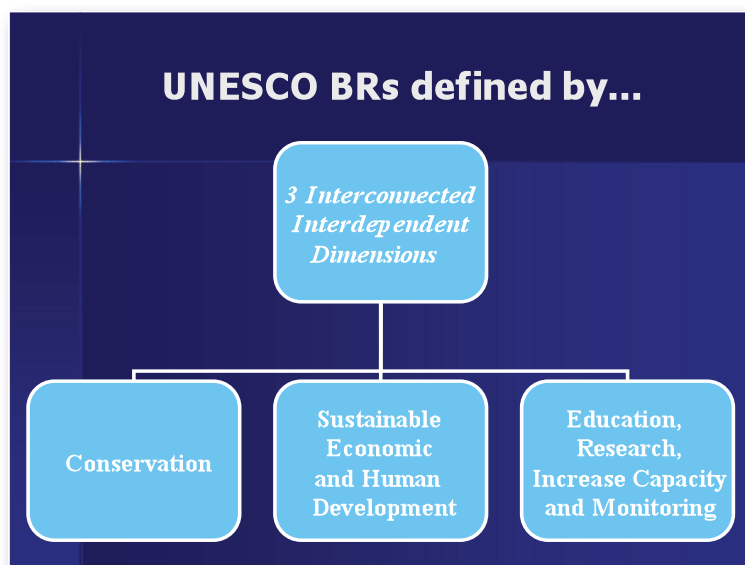 UNESCO BRs defined by...
3 Interconnected
Interdependent
Dimensions
Conservation
Sustainable
Economic
and Human
Development
Education,
Research,
Increase Capacity
and Monitoring